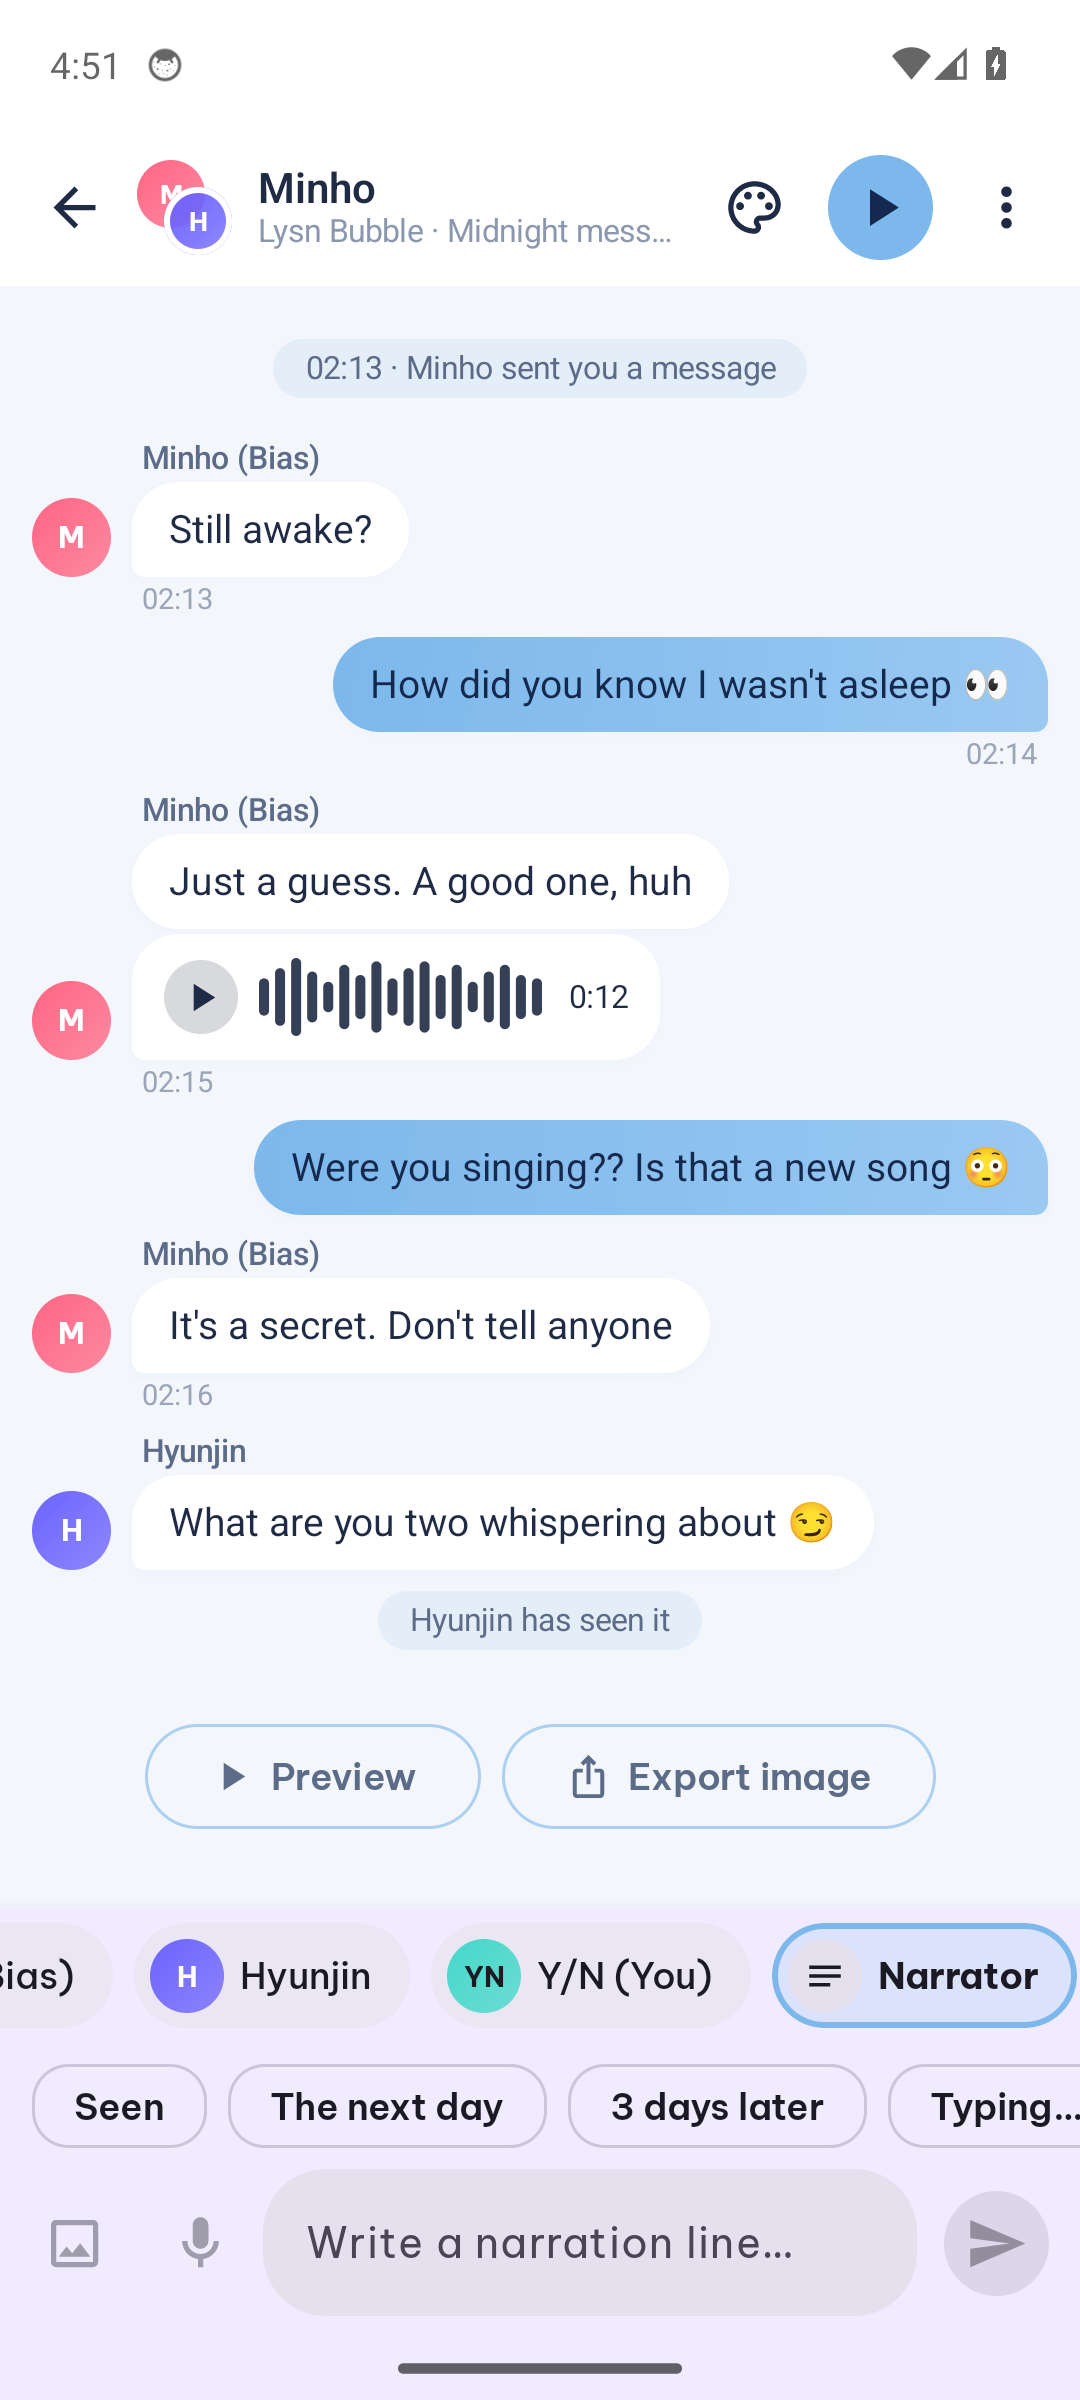 4:51
M
H
Minho
Lysn Bubble · Midnight mess...
02:13 · Minho sent you a message
Minho (Bias)
M
Still awake?
02:13
How did you know I wasn't asleep 👀
02:14
Minho (Bias)
Just a guess. A good one, huh
M
0:12
02:15
Were you singing?? Is that a new song 😳
Minho (Bias)
M
It's a secret. Don't tell anyone
02:16
Hyunjin
H
What are you two whispering about 😏
Hyunjin has seen it
Preview
Export image
ias)
H
Hyunjin
YN
Y/N (You)
Narrator
Seen
The next day
3 days later
Typing...
Write a narration line...